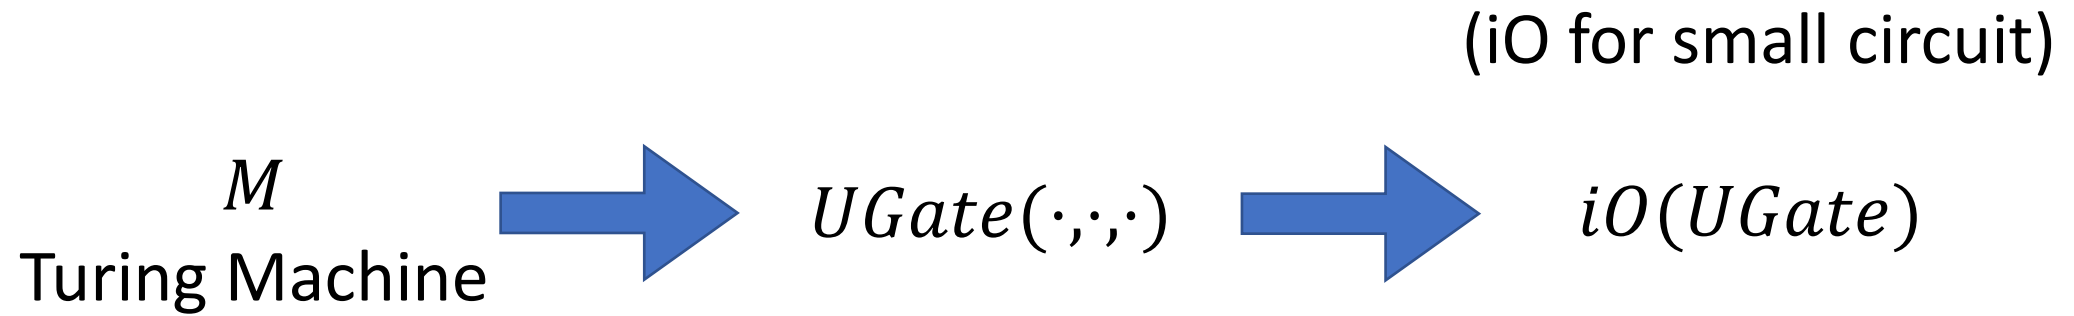 (iO for small circuit)
𝑀
Turing Machine
𝑈𝐺𝑎𝑡𝑒(·,·,·)
𝑖𝑂(𝑈𝐺𝑎𝑡𝑒)